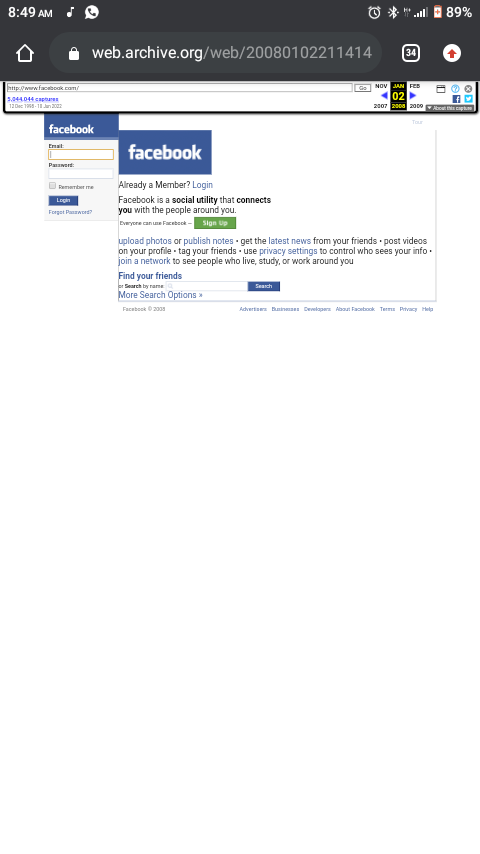 8:49 AM
89%
web.archive.org/web/20080102211414
34
http://www.facebook.com/
Go
NOV
JAN
FEB
02
2007
2008
2009
5,044,044 captures
12 Dec 1998 - 18 Jan 2022
About this capture
facebook
Tour
Email:
Password:
Remember me
Login
Forgot Password?
facebook
Already a Member? Login
Facebook is a social utility that connects
you with the people around you.
Everyone can use Facebook — Sign Up
upload photos or publish notes • get the latest news from your friends • post videos
on your profile • tag your friends • use privacy settings to control who sees your info •
join a network to see people who live, study, or work around you
Find your friends
or Search by name
Search
More Search Options »
Facebook © 2008
Advertisers Businesses Developers About Facebook Terms Privacy Help